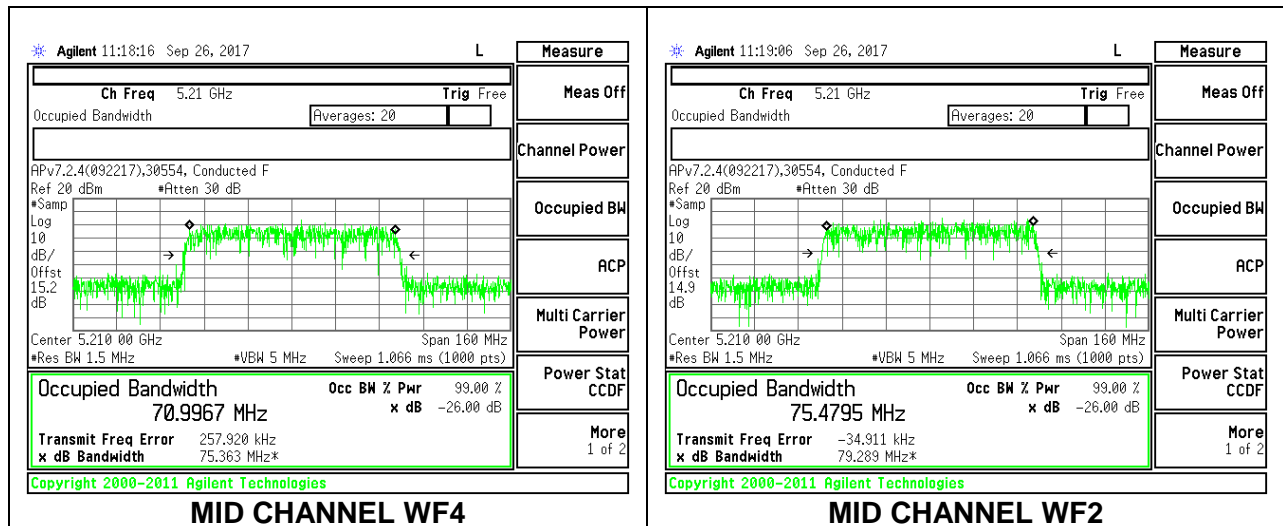 Agilent 11:18:16 Sep 26, 2017 L Measure
Ch Freq 5.21 GHz Trig Free
Meas Off
Occupied Bandwidth Averages: 20
Channel Power
APv7.2.4(092217),30554, Conducted F
Ref 20 dBm #Atten 30 dB
#Samp
Log
10
dB/
Offst
15.2
dB
Occupied BW
ACP
Multi Carrier
Power
Center 5.210 00 GHz Span 160 MHz
#Res BW 1.5 MHz #VBW 5 MHz Sweep 1.066 ms (1000 pts)
Power Stat
CCDF
Occupied Bandwidth Occ BW % Pwr 99.00 %
70.9967 MHz x dB -26.00 dB
Transmit Freq Error 257.920 kHz
x dB Bandwidth 75.363 MHz*
More
1 of 2
Copyright 2000-2011 Agilent Technologies
MID CHANNEL WF4
Agilent 11:19:06 Sep 26, 2017 L Measure
Ch Freq 5.21 GHz Trig Free
Meas Off
Occupied Bandwidth Averages: 20
Channel Power
APv7.2.4(092217),30554, Conducted F
Ref 20 dBm #Atten 30 dB
#Samp
Log
10
dB/
Offst
14.9
dB
Occupied BW
ACP
Multi Carrier
Power
Center 5.210 00 GHz Span 160 MHz
#Res BW 1.5 MHz #VBW 5 MHz Sweep 1.066 ms (1000 pts)
Power Stat
CCDF
Occupied Bandwidth Occ BW % Pwr 99.00 %
75.4795 MHz x dB -26.00 dB
Transmit Freq Error -34.911 kHz
x dB Bandwidth 79.289 MHz*
More
1 of 2
Copyright 2000-2011 Agilent Technologies
MID CHANNEL WF2